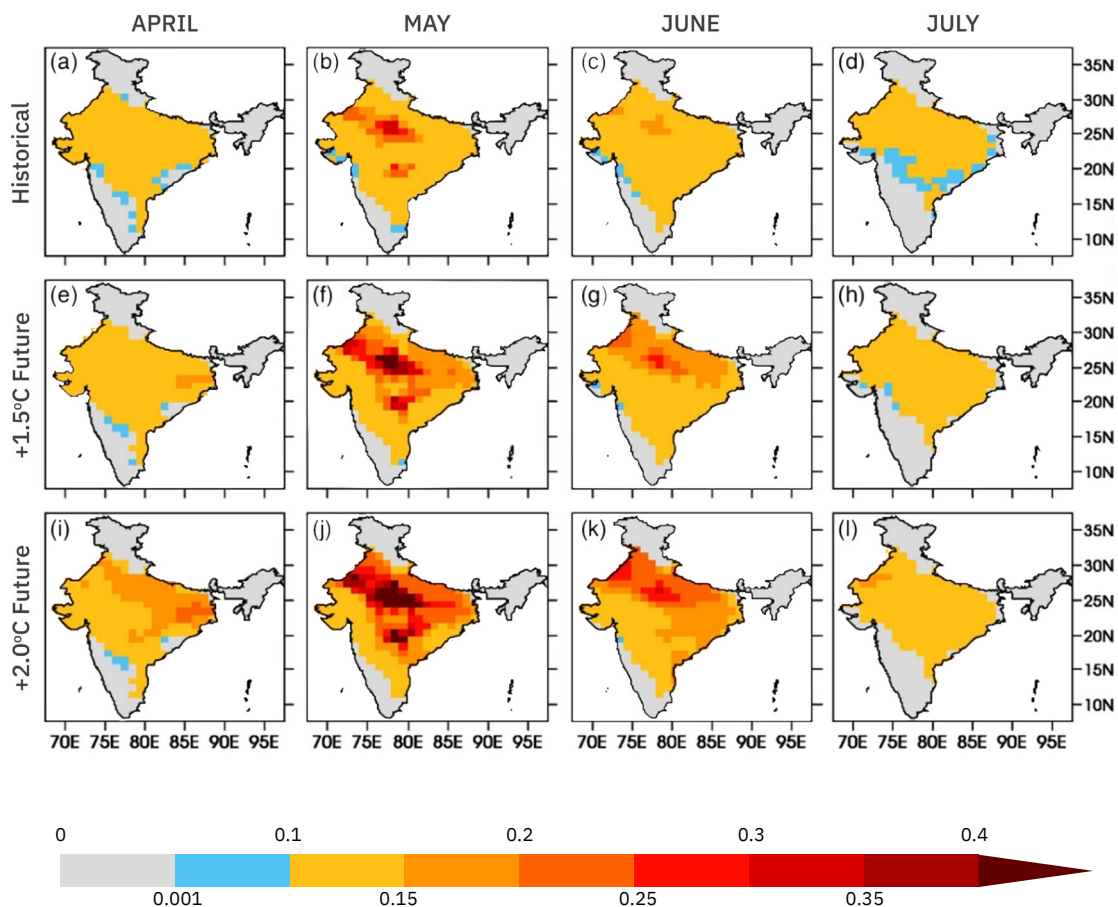 APRIL MAY JUNE JULY
Historical
(a) (b) (c) (d)
35N
30N
25N
20N
15N
10N
+1.5°C Future
(e) (f) (g) (h)
35N
30N
25N
20N
15N
10N
+2.0°C Future
(i) (j) (k) (l)
35N
30N
25N
20N
15N
10N
70E 75E 80E 85E 90E 95E 70E 75E 80E 85E 90E 95E 70E 75E 80E 85E 90E 95E 70E 75E 80E 85E 90E 95E
0 0.1 0.2 0.3 0.4
0.001 0.15 0.25 0.35